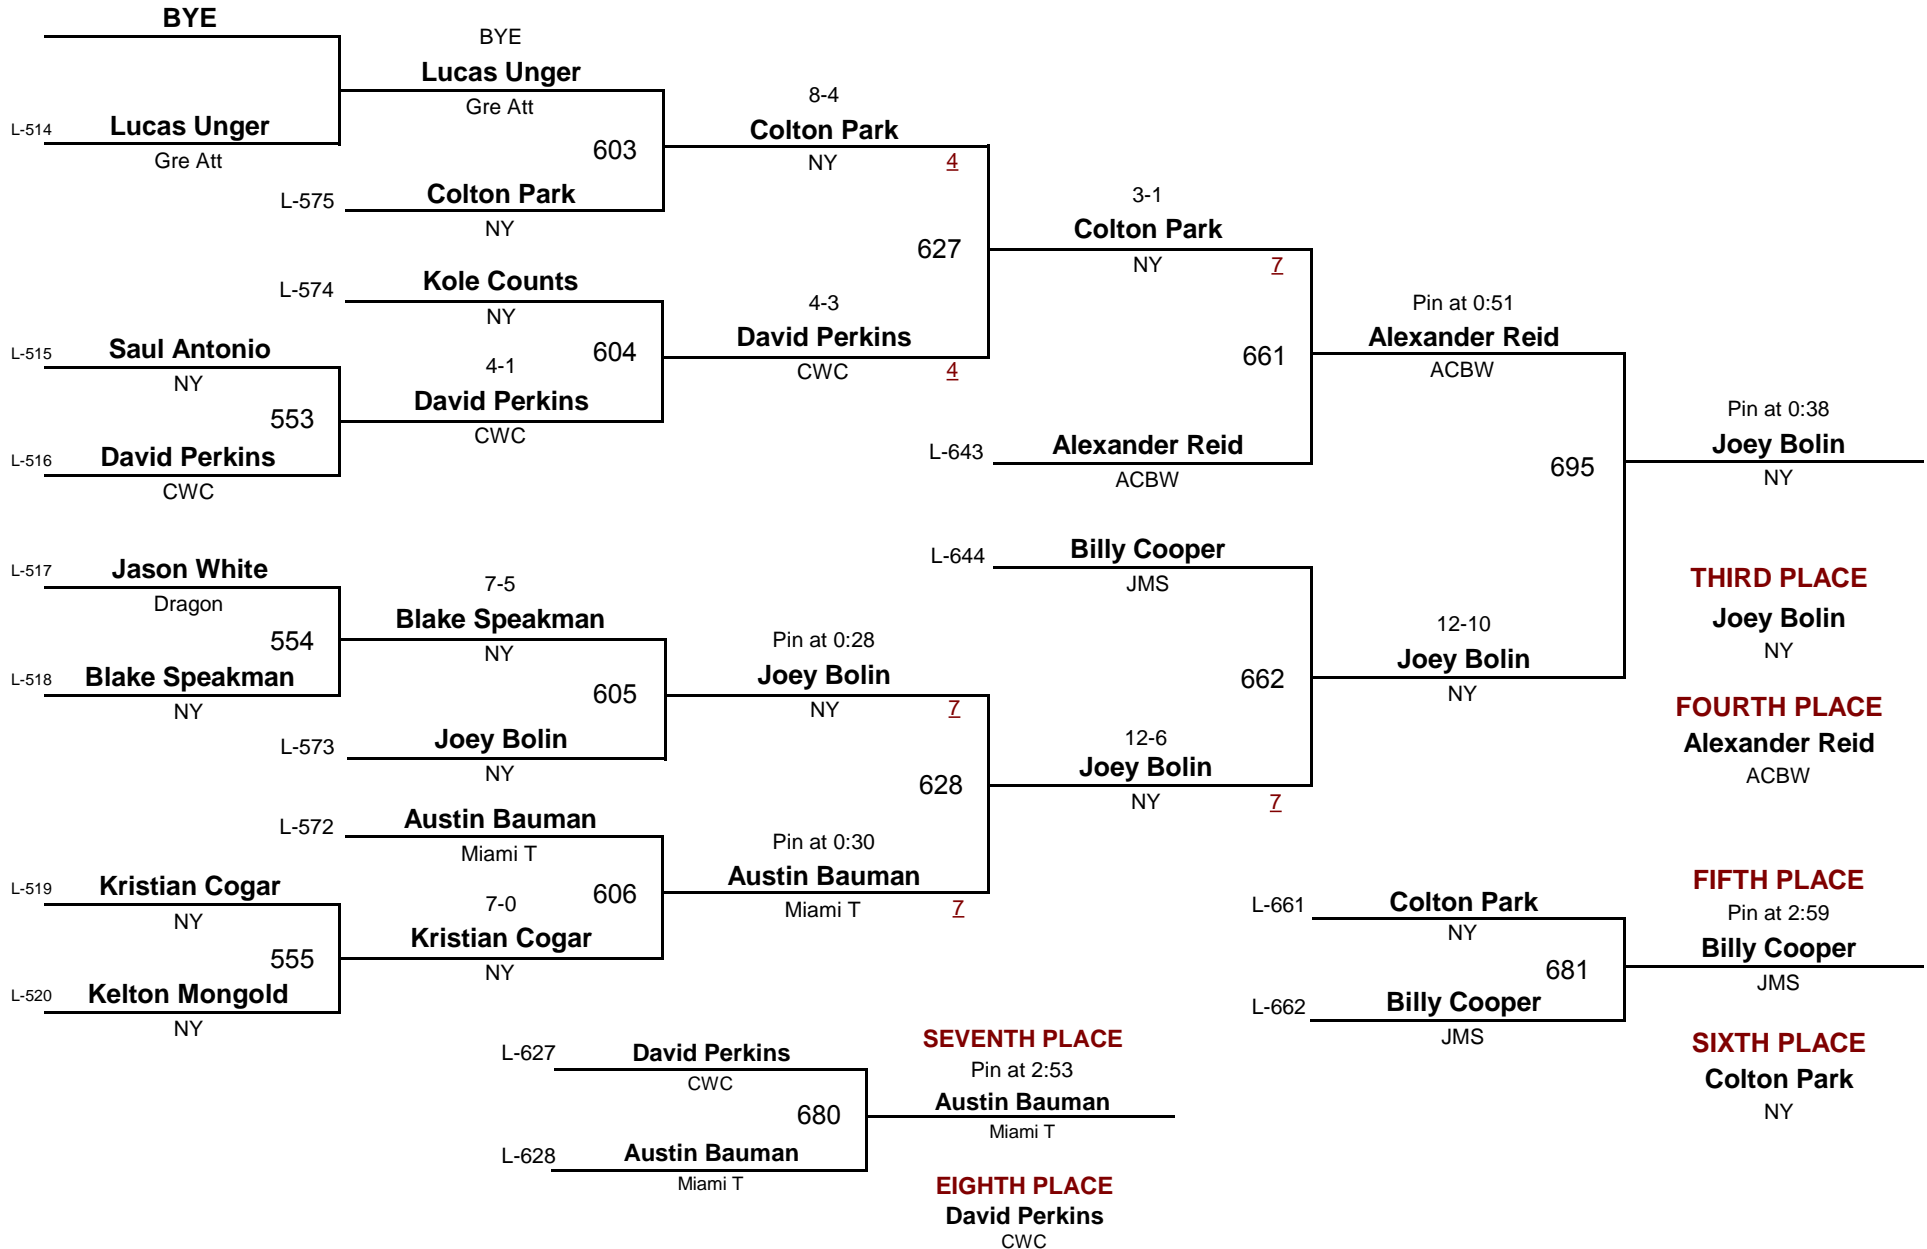 BYE
L-514 Lucas Unger
Gre Att
BYE
Lucas Unger
Gre Att
603
L-575 Colton Park
NY
8-4
Colton Park
NY 4
L-574 Kole Counts
NY
L-515 Saul Antonio
NY
553
L-516 David Perkins
CWC
4-1
David Perkins
CWC
604
4-3
David Perkins
CWC 4
627
3-1
Colton Park
NY 7
661
L-643 Alexander Reid
ACBW
Pin at 0:51
Alexander Reid
ACBW
L-517 Jason White
Dragon
554
L-518 Blake Speakman
NY
7-5
Blake Speakman
NY
605
L-573 Joey Bolin
NY
Pin at 0:28
Joey Bolin
NY 7
L-572 Austin Bauman
Miami T
L-519 Kristian Cogar
NY
555
L-520 Kelton Mongold
NY
7-0
Kristian Cogar
NY
606
Pin at 0:30
Austin Bauman
Miami T 7
628
12-6
Joey Bolin
NY 7
L-644 Billy Cooper
JMS
662
12-10
Joey Bolin
NY
695
Pin at 0:38
Joey Bolin
NY
THIRD PLACE
Joey Bolin
NY
FOURTH PLACE
Alexander Reid
ACBW
L-661 Colton Park
NY
681
L-662 Billy Cooper
JMS
FIFTH PLACE
Pin at 2:59
Billy Cooper
JMS
SIXTH PLACE
Colton Park
NY
L-627 David Perkins
CWC
680
L-628 Austin Bauman
Miami T
SEVENTH PLACE
Pin at 2:53
Austin Bauman
Miami T
EIGHTH PLACE
David Perkins
CWC